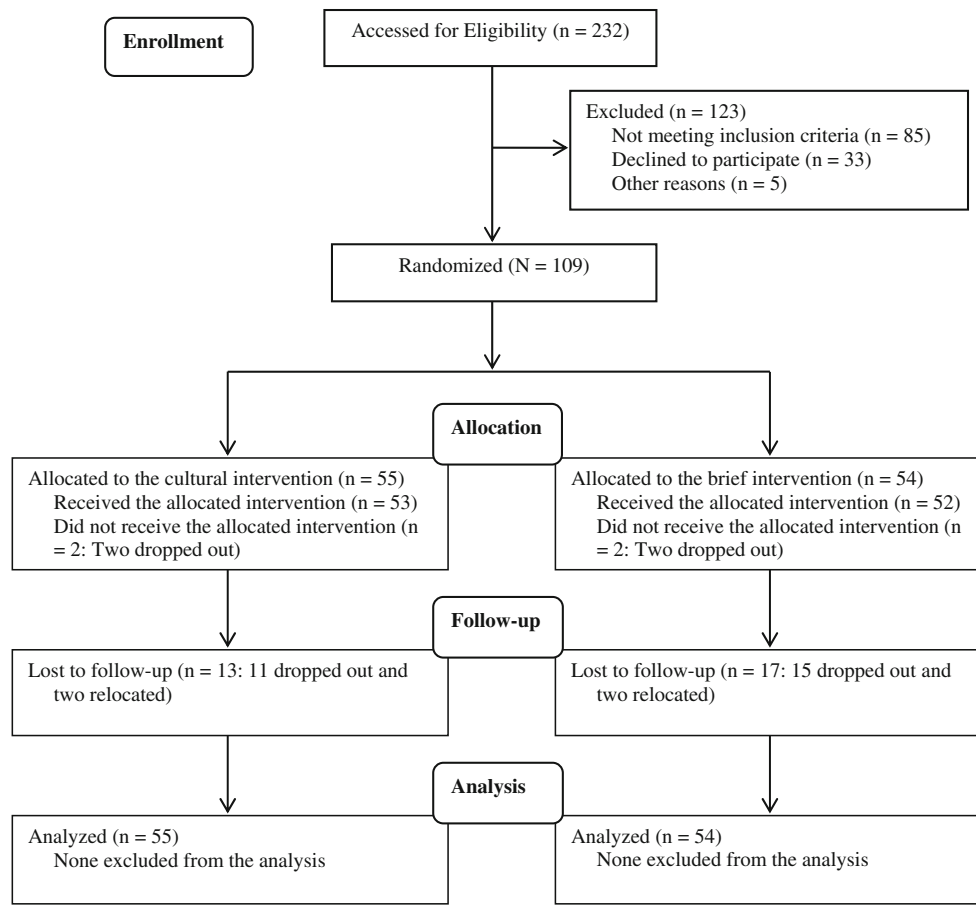 Enrollment
Accessed for Eligibility (n = 232)
Excluded (n = 123)
Not meeting inclusion criteria (n = 85)
Declined to participate (n = 33)
Other reasons (n = 5)
Randomized (N = 109)
Allocation
Allocated to the cultural intervention (n = 55)
Received the allocated intervention (n = 53)
Did not receive the allocated intervention (n
= 2: Two dropped out)
Allocated to the brief intervention (n = 54)
Received the allocated intervention (n = 52)
Did not receive the allocated intervention (n
= 2: Two dropped out)
Follow-up
Lost to follow-up (n = 13: 11 dropped out and
two relocated)
Lost to follow-up (n = 17: 15 dropped out and
two relocated)
Analysis
Analyzed (n = 55)
None excluded from the analysis
Analyzed (n = 54)
None excluded from the analysis